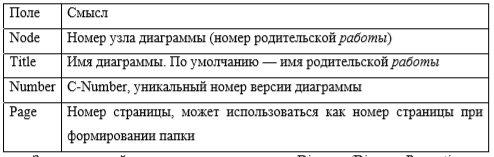 Поле Смысл
Node Номер узла диаграммы (номер родительской работы)
Title Имя диаграммы. По умолчанию — имя родительской работы
Number C-Number, уникальный номер версии диаграммы
Page Номер страницы, может использоваться как номер страницы при
формировании папки